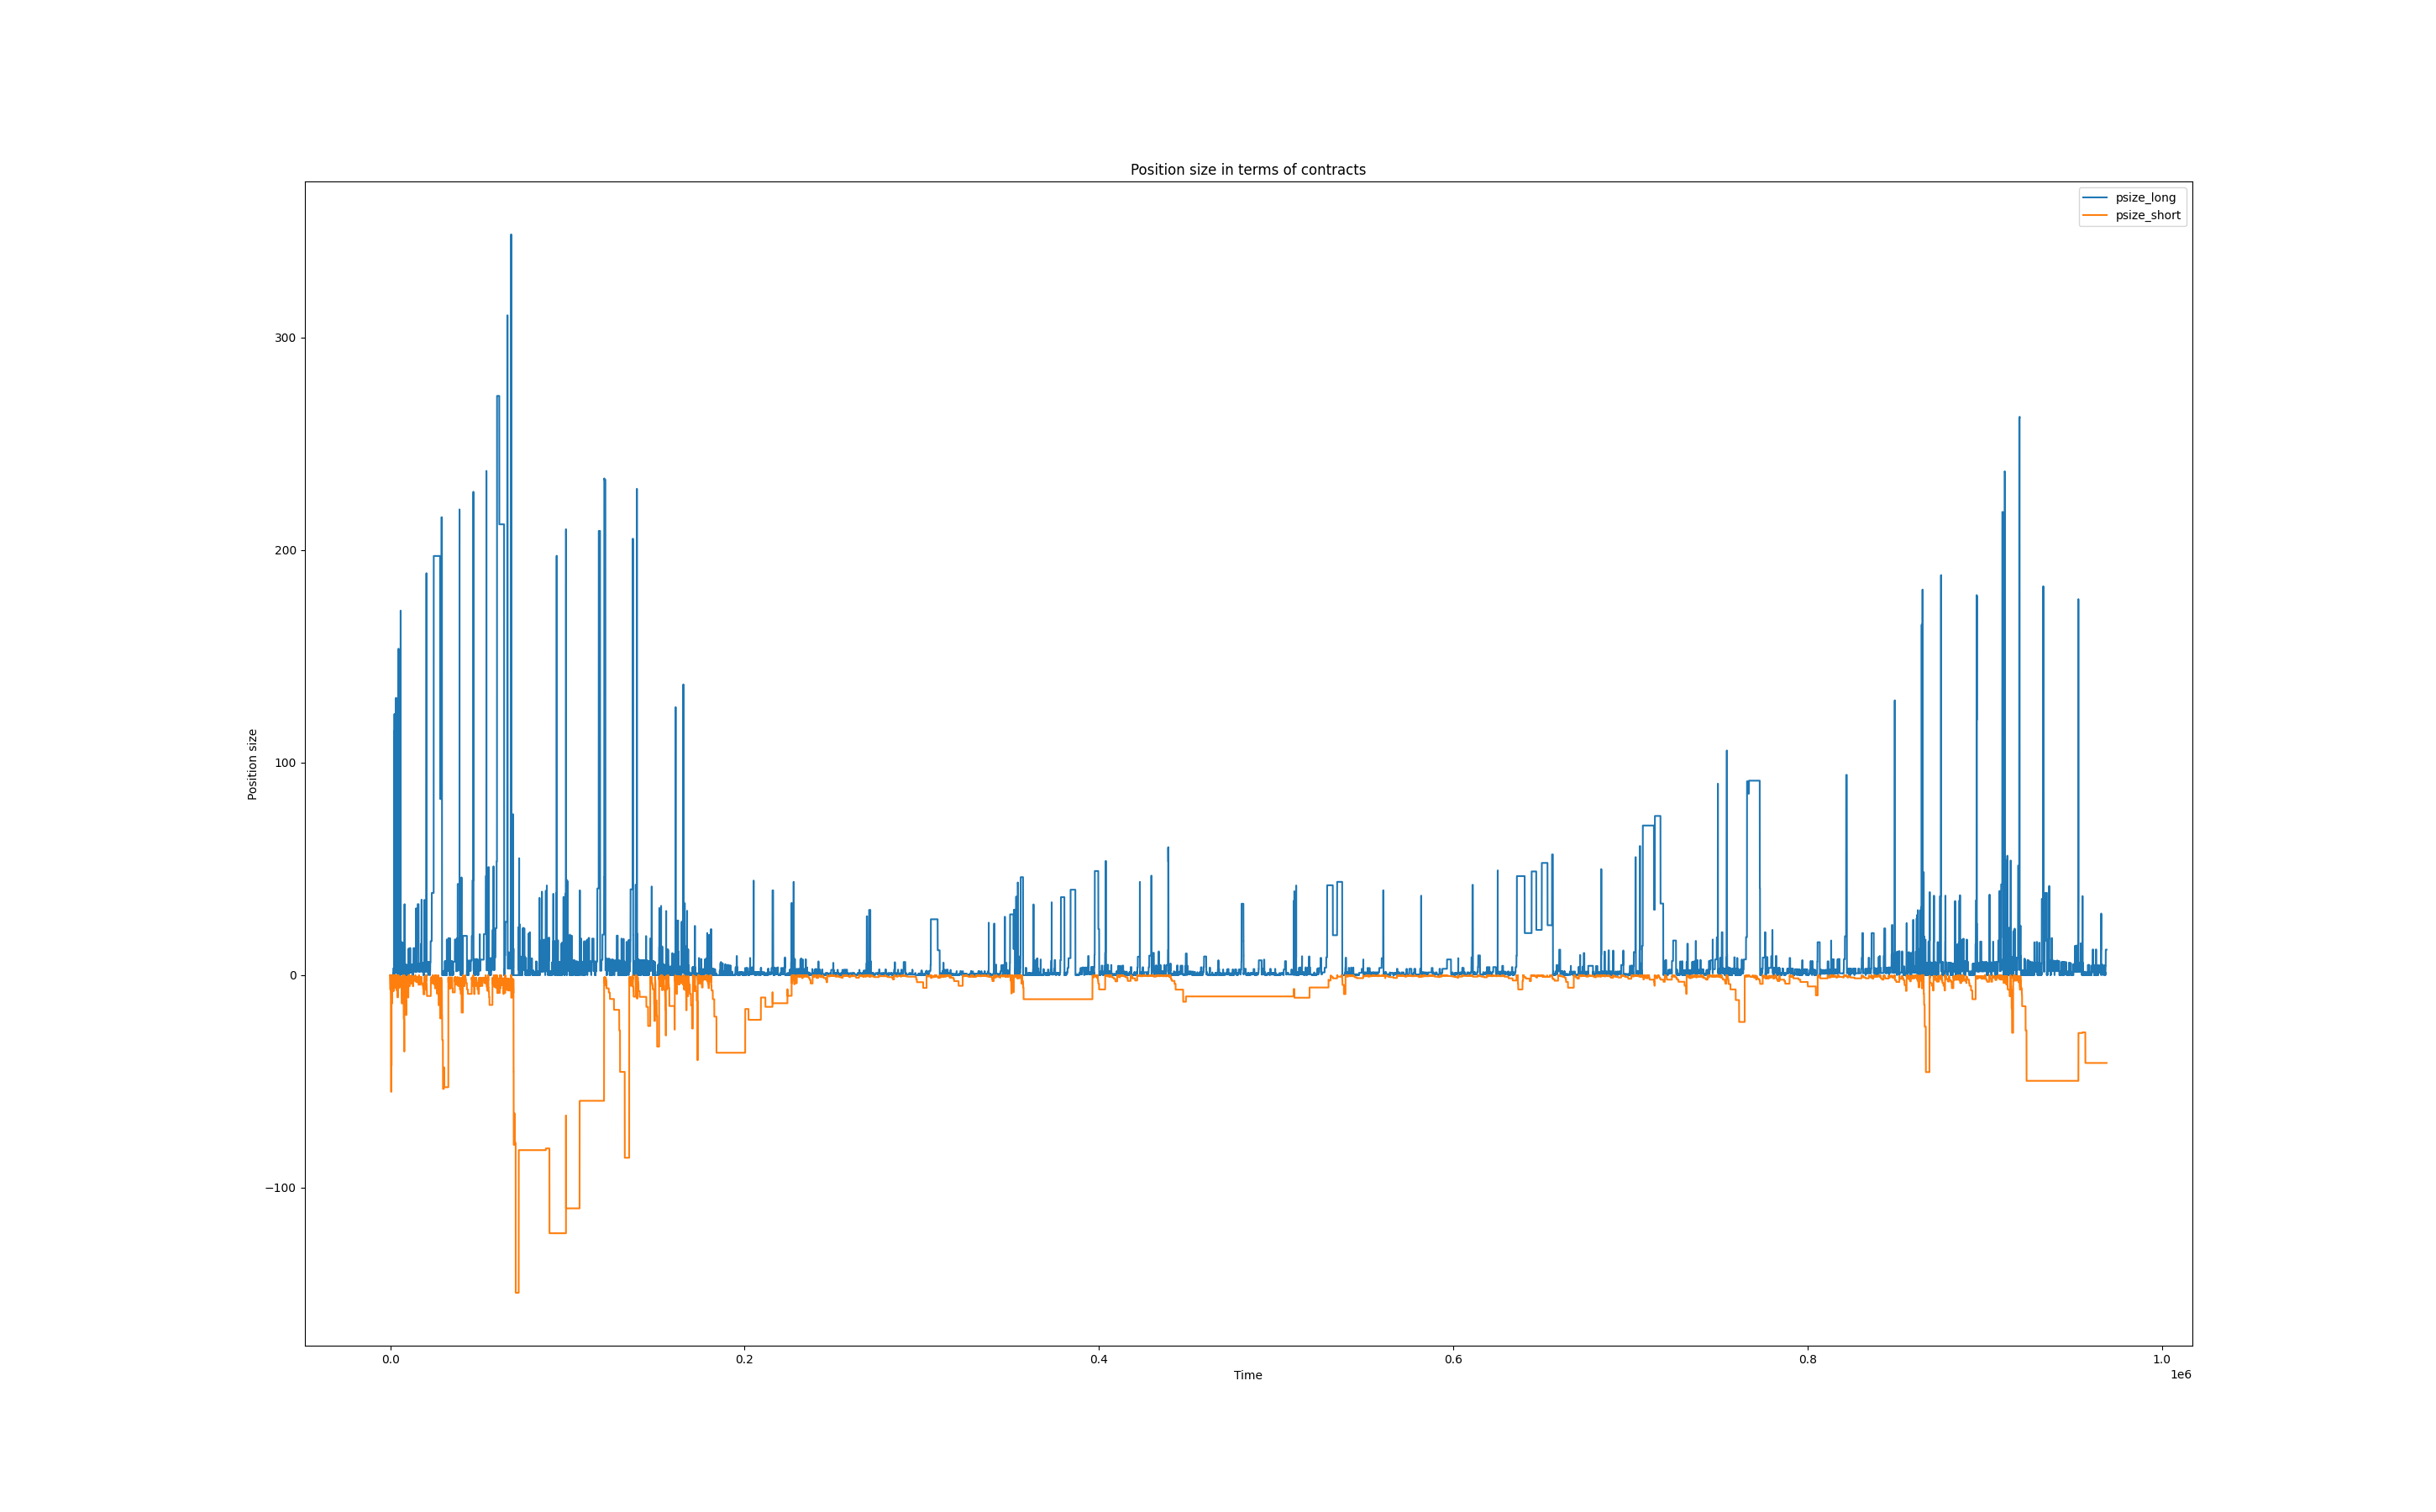 Position size in terms of contracts
psize_long
psize_short
Position size
300
200
100
0
−100
0.0
0.2
0.4
0.6
0.8
1.0
Time
1e6